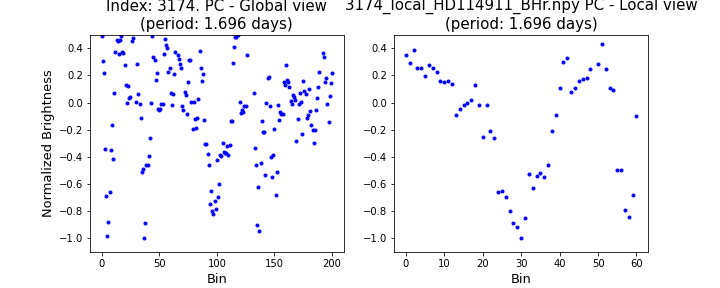 Index: 3174. PC - Global view
(period: 1.696 days)
3174_local_HD114911_BHr.npy PC - Local view
(period: 1.696 days)
Normalized Brightness
0.4
0.2
0.0
−0.2
−0.4
−0.6
−0.8
−1.0
0 50 100 150 200
Bin
0.4
0.2
0.0
−0.2
−0.4
−0.6
−0.8
−1.0
0 10 20 30 40 50 60
Bin